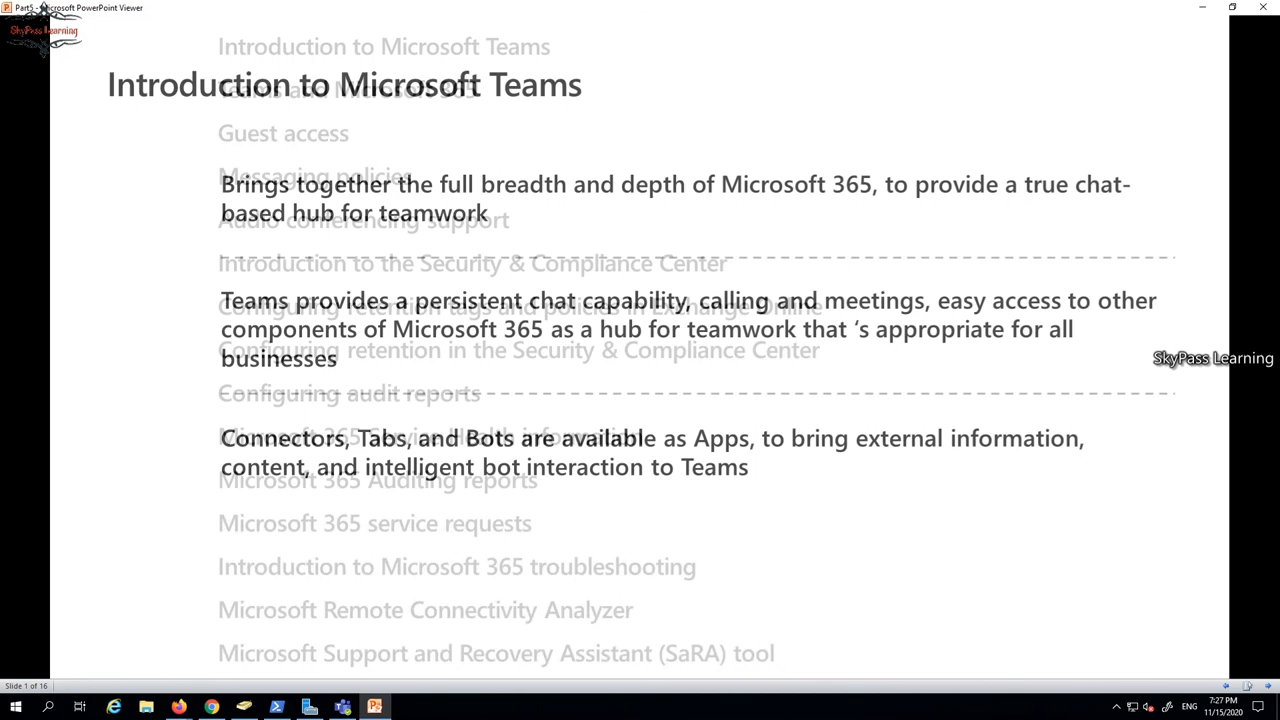 Part5 - Microsoft PowerPoint Viewer
SkyPass Learning
Introduction to Microsoft Teams
Introduction to Microsoft Teams
Teams and Microsoft 365
Guest access
Messaging policies
Brings together the full breadth and depth of Microsoft 365, to provide a true chat-
based hub for teamwork
Audio conferencing support
Introduction to the Security & Compliance Center
Teams provides a persistent chat capability, calling and meetings, easy access to other
Configuring retention tags and policies in Exchange Online
components of Microsoft 365 as a hub for teamwork that ‘s appropriate for all
Configuring retention in the Security & Compliance Center
businesses
SkyPass Learning
Configuring audit reports
Connectors, Tabs, and Bots are available as Apps, to bring external information,
Microsoft 365 Service Health information
content, and intelligent bot interaction to Teams
Microsoft 365 Auditing reports
Microsoft 365 service requests
Introduction to Microsoft 365 troubleshooting
Microsoft Remote Connectivity Analyzer
Microsoft Support and Recovery Assistant (SaRA) tool
Slide 1 of 16
ENG
7:27 PM
11/15/2020